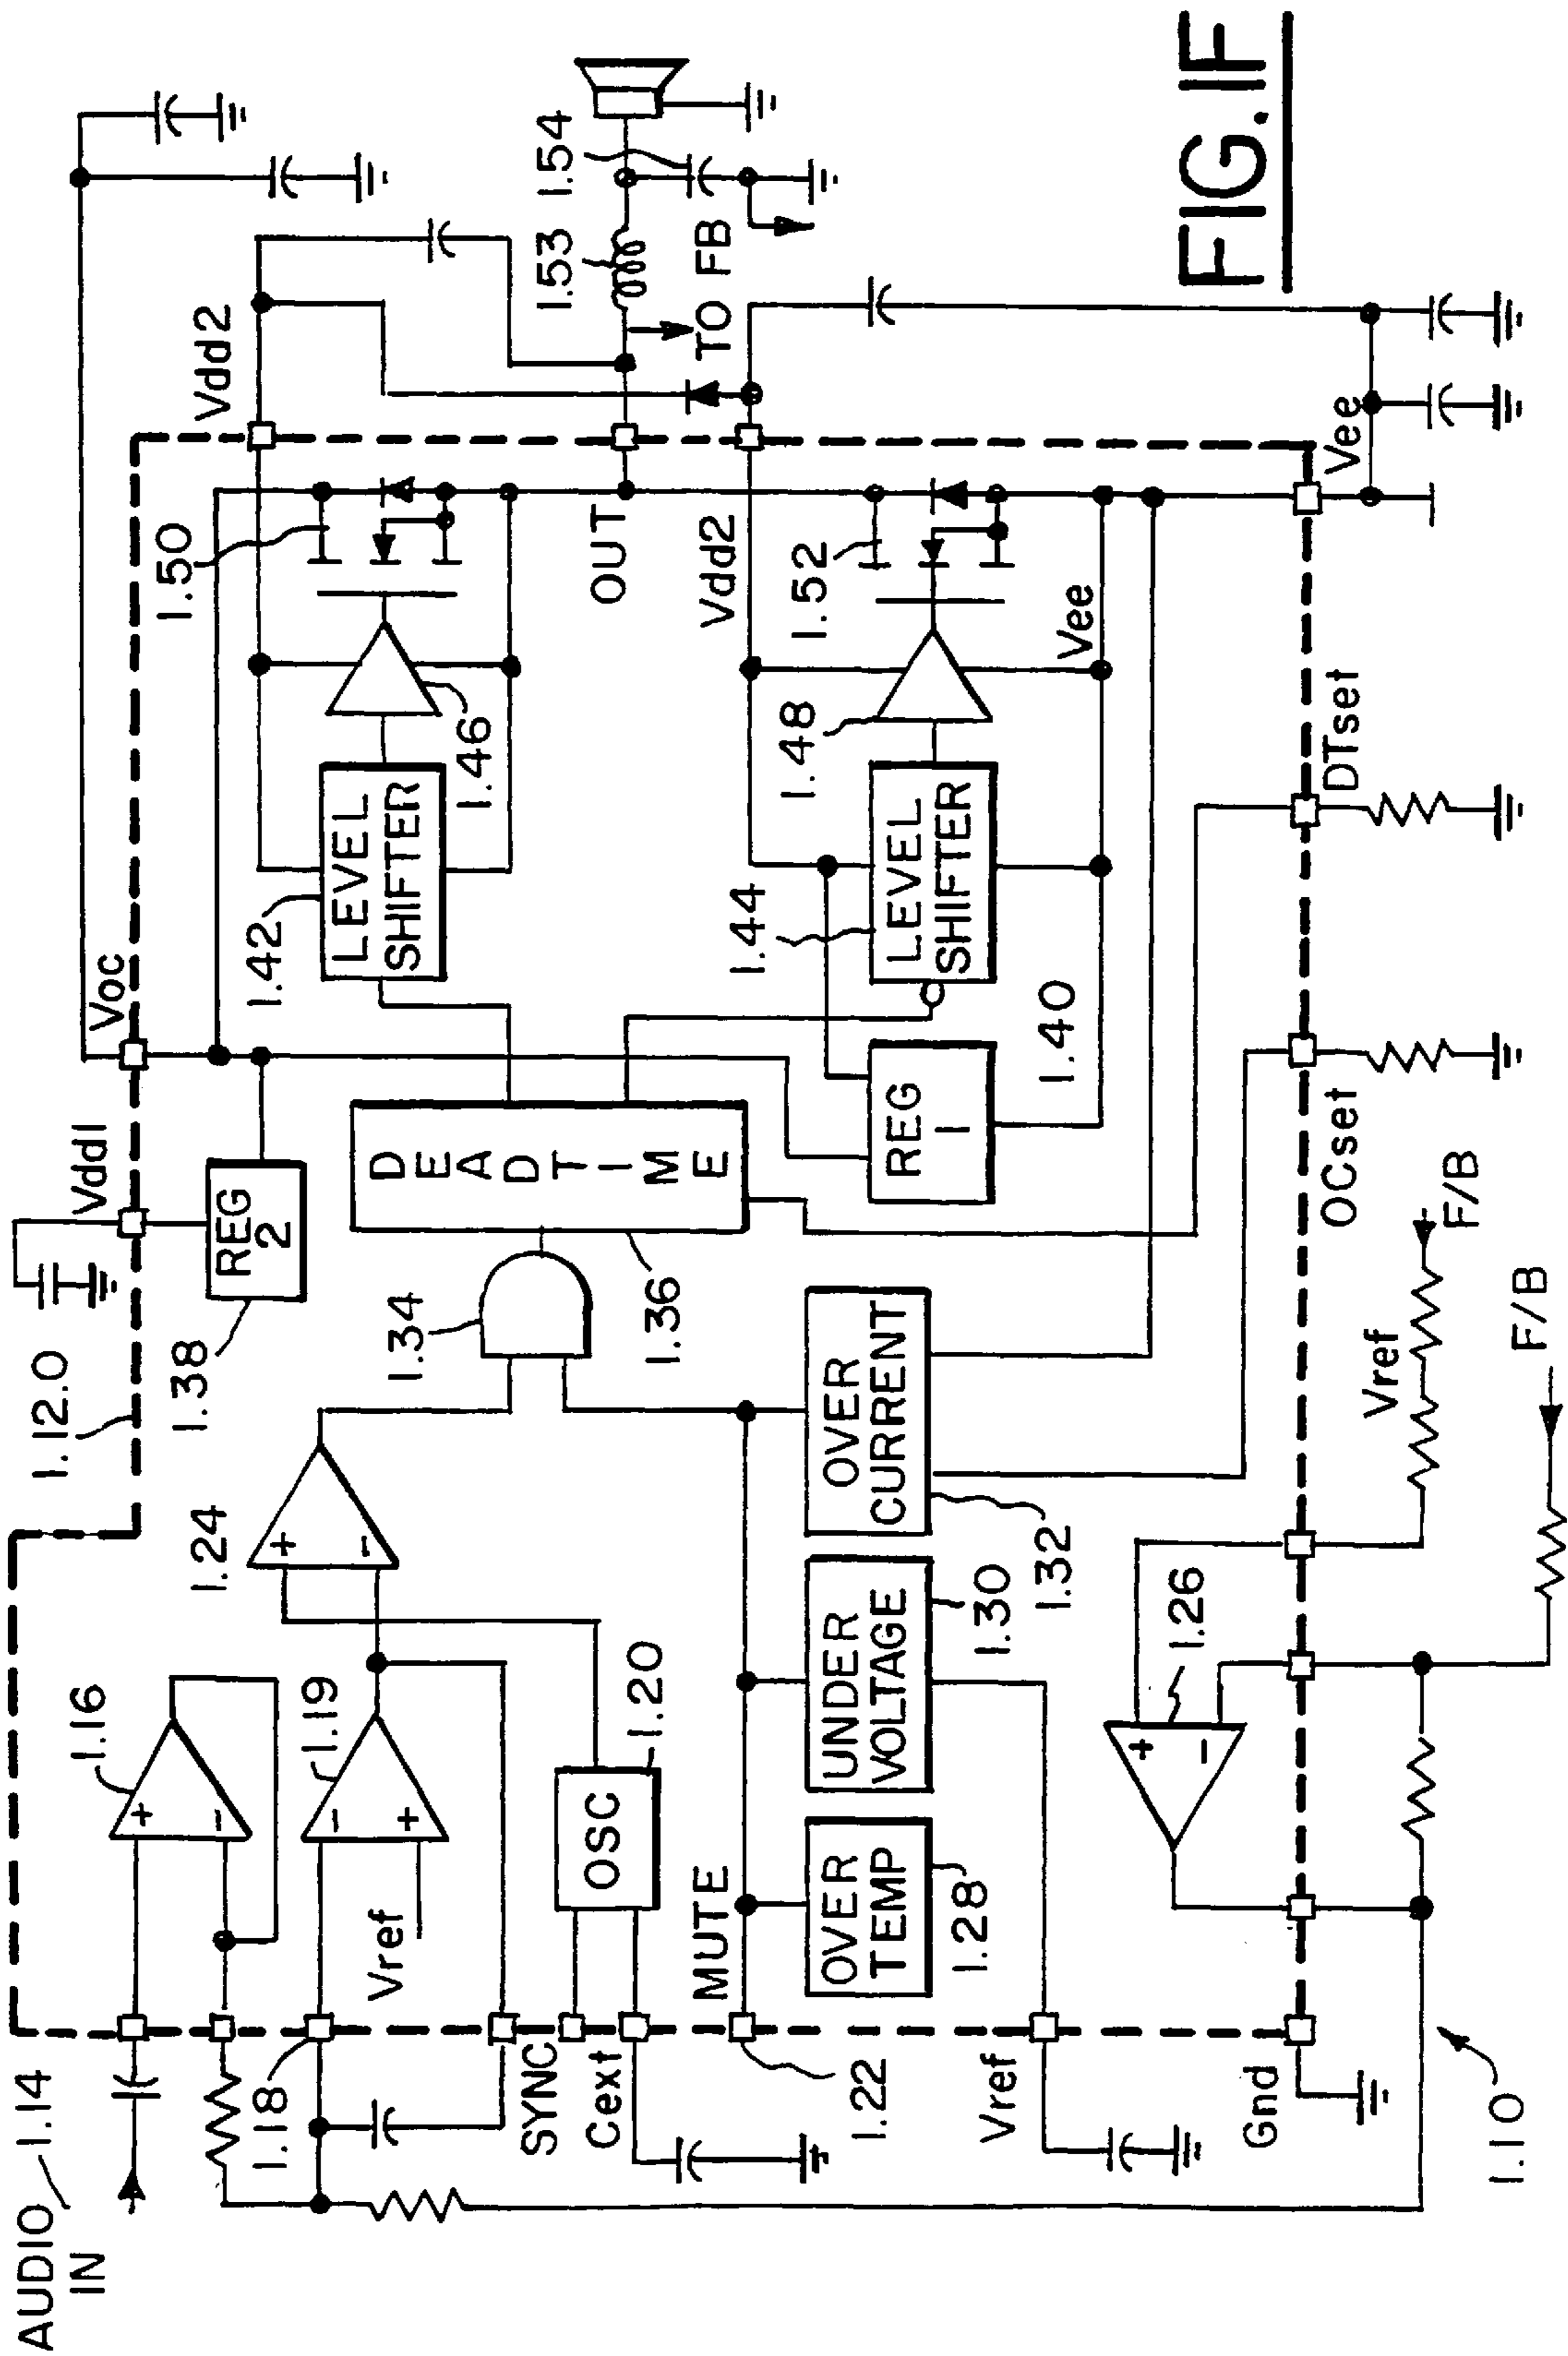 AUDIO 1.14
IN
1.16
1.18
1.19
Vref
+
-
-
+
SYNC
Cext
OSC
1.20
MUTE
1.22
1.24
+
-
1.12.0
Vdd1
REG
2
1.38
Voc
1.34
DEADTIME
1.36
1.42
LEVEL
SHIFTER
1.46
1.50
Vdd2
OUT
1.53
1.54
TO FB
Vdd2
1.44
LEVEL
SHIFTER
1.48
1.52
Vee
REG
1
1.40
OVER
TEMP
1.28
UNDER
VOLTAGE
1.30
OVER
CURRENT
1.32
Vref
Gnd
1.26
+
-
OCset
DTset
Vee
Vref
F/B
F/B
1.10
FIG. 1F